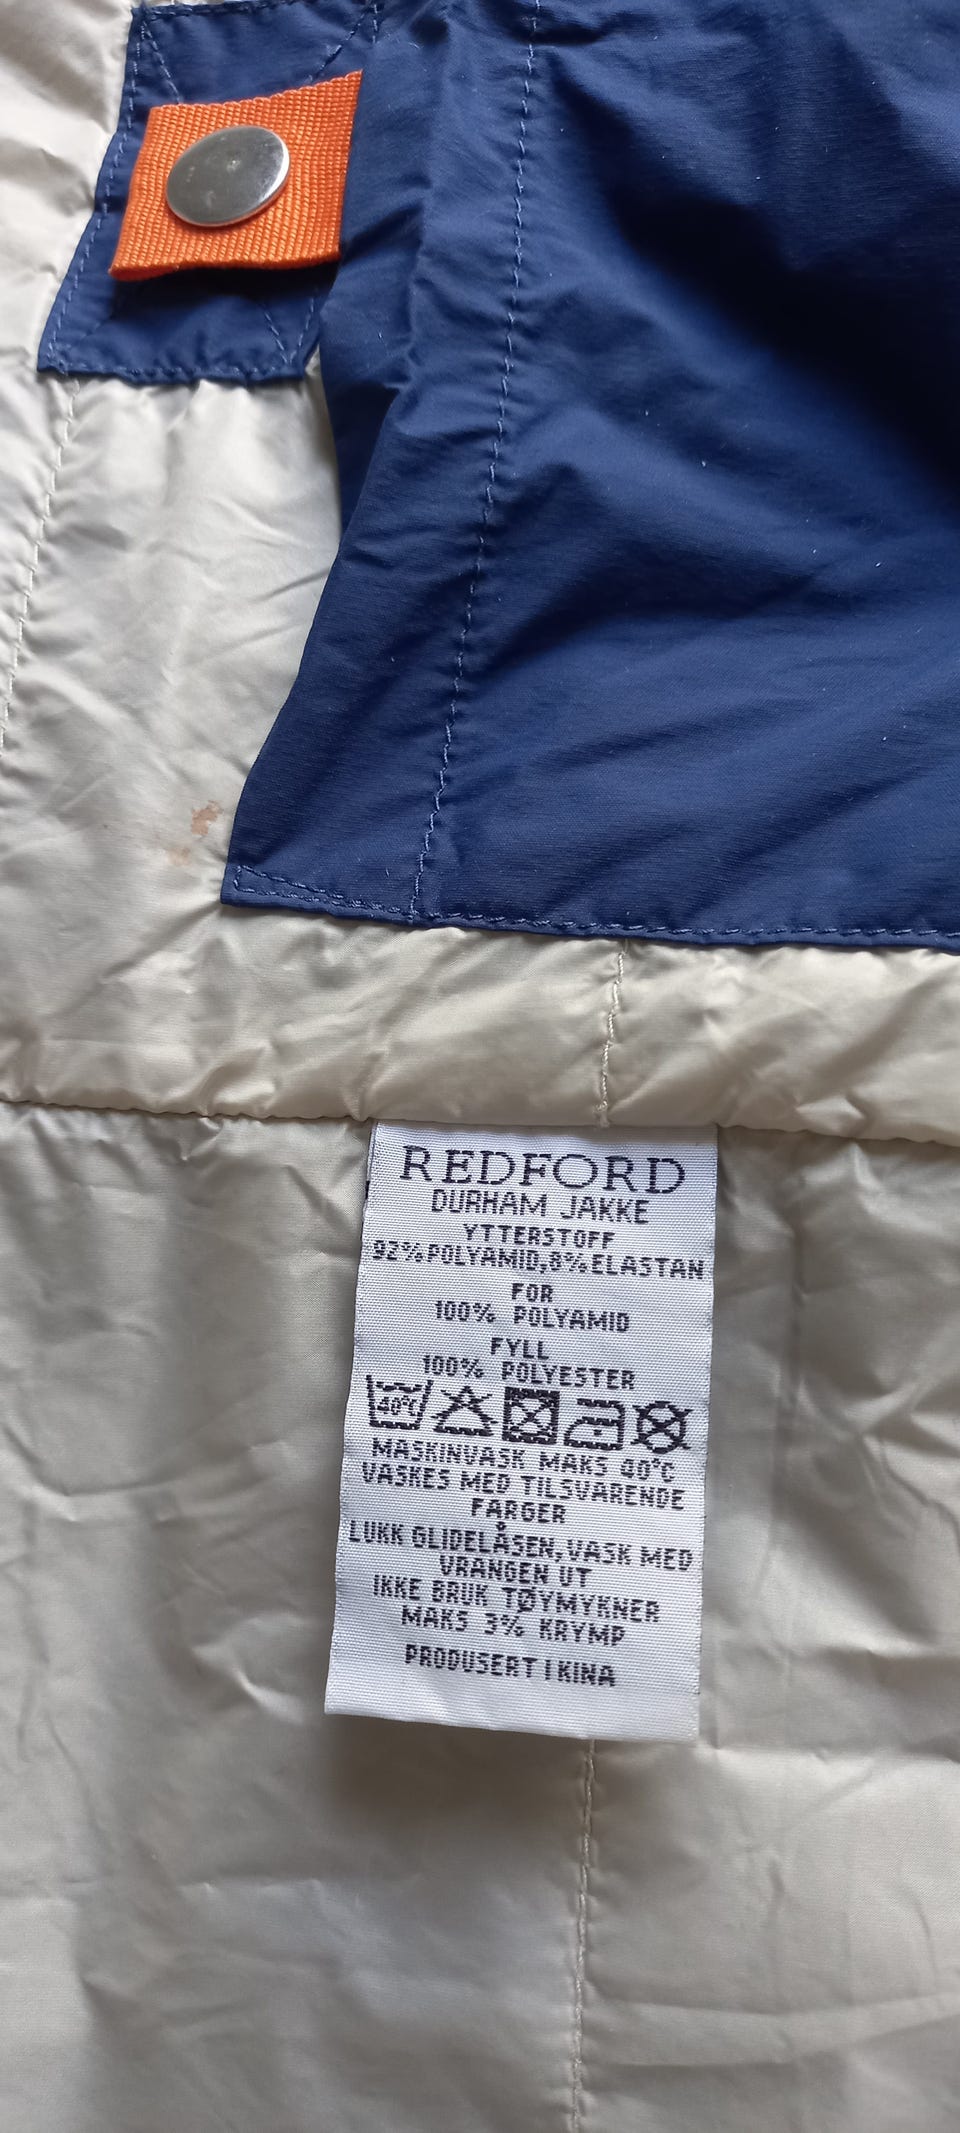 REDFORD
DURHAM JAKKE
YTTERSTOFF
92% POLYAMID, 8% ELASTAN
FOR
100% POLYAMID
FYLL
100% POLYESTER
40°C
MASKINVASK MAKS 40°C
VASKES MED TILSVARENDE
FARGER
LUKK GLIDELÅSEN, VASK MED
VRANGEN UT
IKKE BRUK TØYMYKNER
MAKS 3% KRYMP
PRODUSERT I KINA